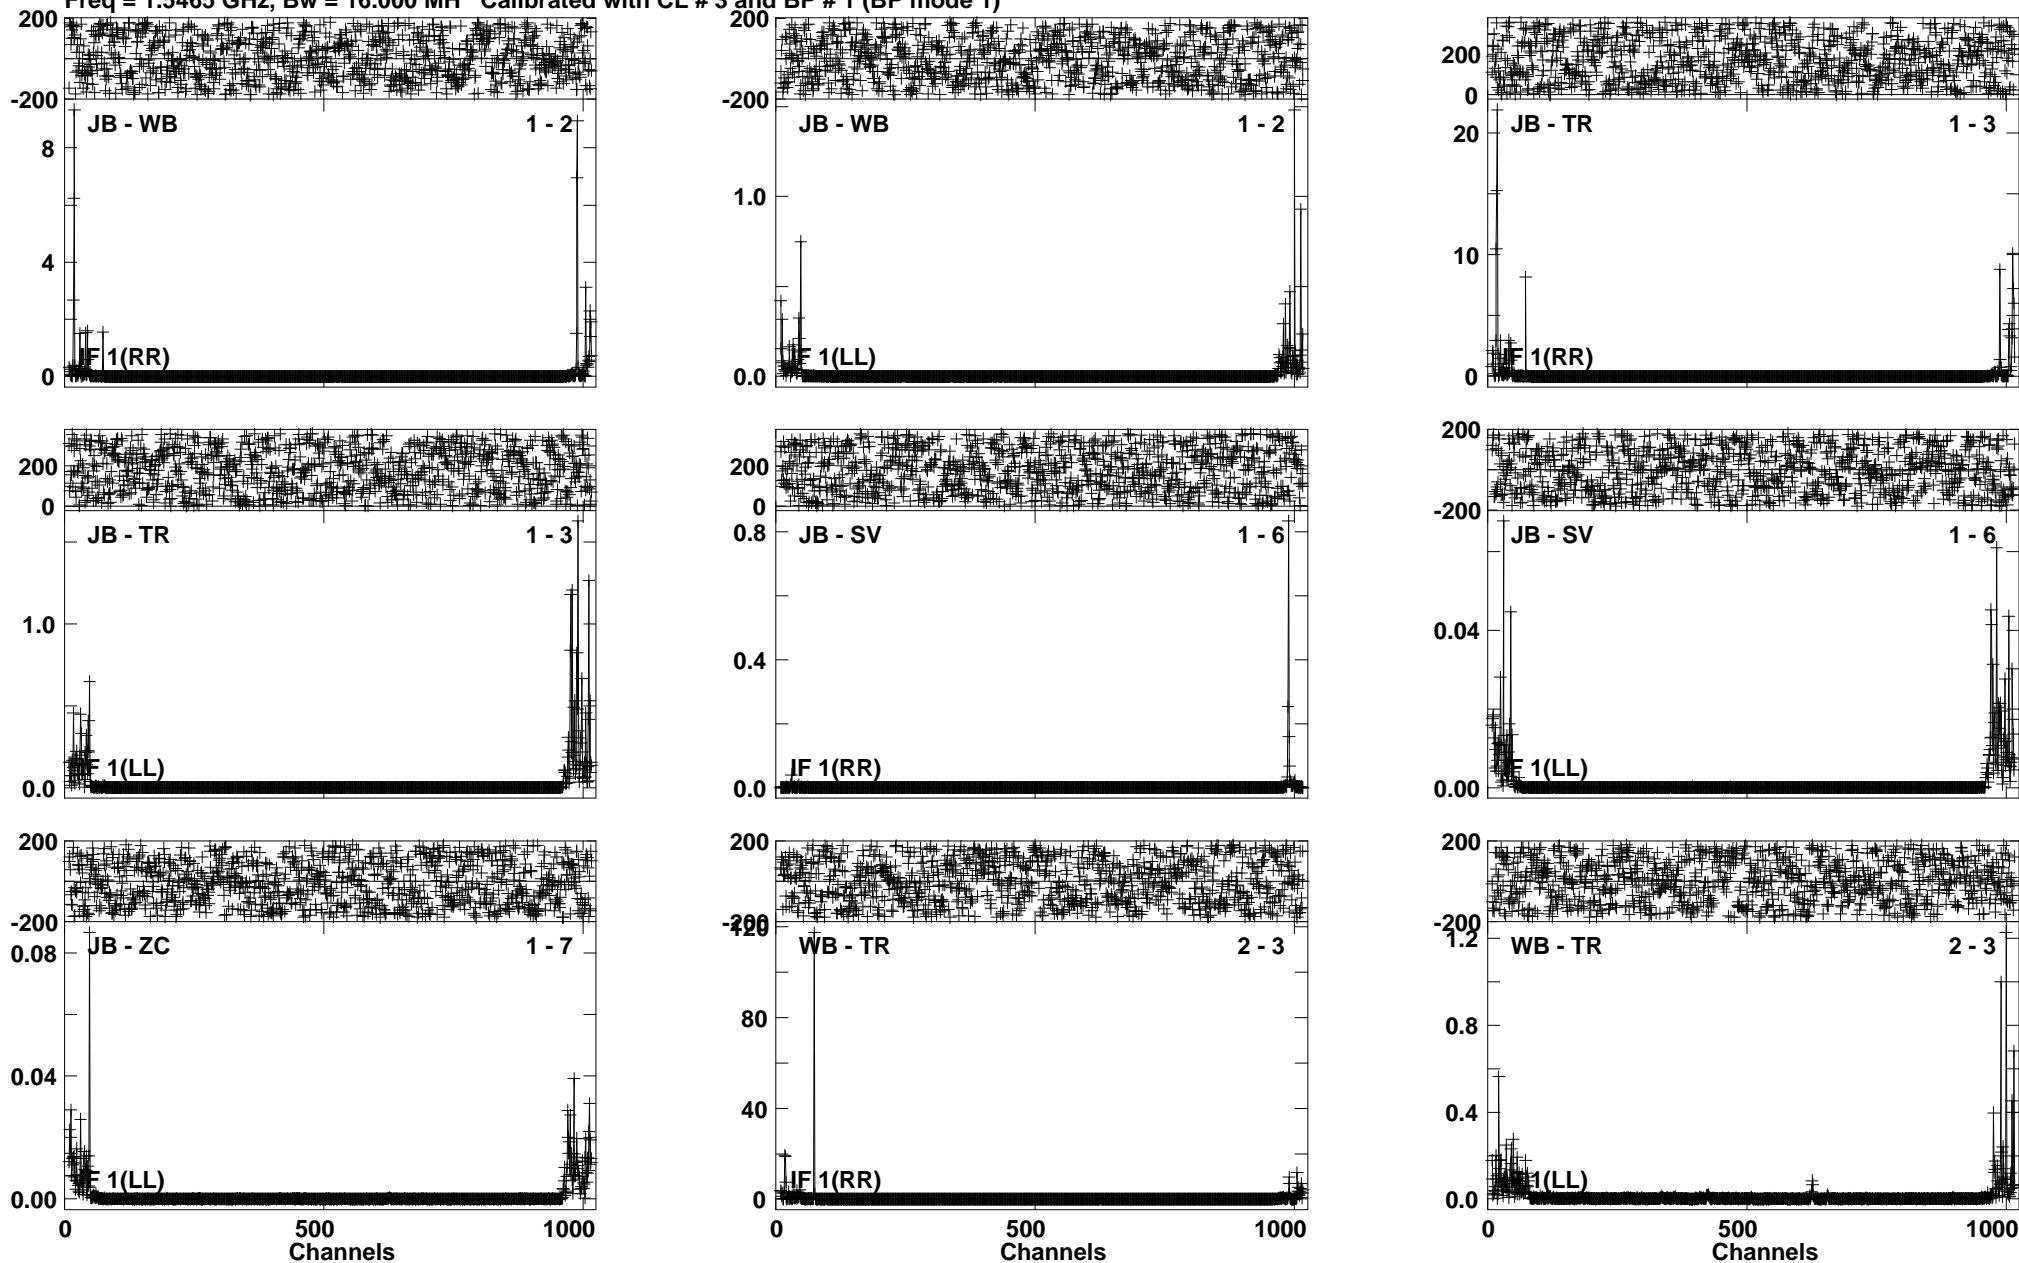 Freq = 1.5465 GHz, Bw = 16.000 MH Calibrated with CL # 3 and BP # 1 (BP mode 1)
200
-200
JB - WB 1 - 2
8
4
0
IF 1(RR)
200
-200
JB - WB 1 - 2
1.0
0.0
IF 1(LL)
200
0
JB - TR 1 - 3
20
10
0
IF 1(RR)
200
0
JB - TR 1 - 3
1.0
0.0
IF 1(LL)
200
0
JB - SV 1 - 6
0.8
0.4
0.0
IF 1(RR)
200
-200
JB - SV 1 - 6
0.04
0.00
IF 1(LL)
200
-200
JB - ZC 1 - 7
0.08
0.04
0.00
IF 1(LL)
0 500 1000
Channels
200
-200
120
WB - TR 2 - 3
80
40
0
IF 1(RR)
0 500 1000
Channels
200
-200
1.2
WB - TR 2 - 3
0.8
0.4
0.0
IF 1(LL)
0 500 1000
Channels